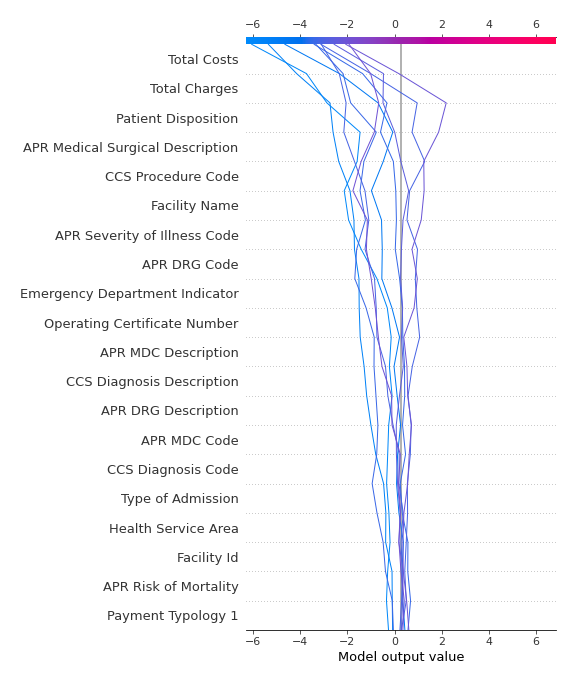 −6 −4 −2 0 2 4 6
Total Costs
Total Charges
Patient Disposition
APR Medical Surgical Description
CCS Procedure Code
Facility Name
APR Severity of Illness Code
APR DRG Code
Emergency Department Indicator
Operating Certificate Number
APR MDC Description
CCS Diagnosis Description
APR DRG Description
APR MDC Code
CCS Diagnosis Code
Type of Admission
Health Service Area
Facility Id
APR Risk of Mortality
Payment Typology 1
−6 −4 −2 0 2 4 6
Model output value